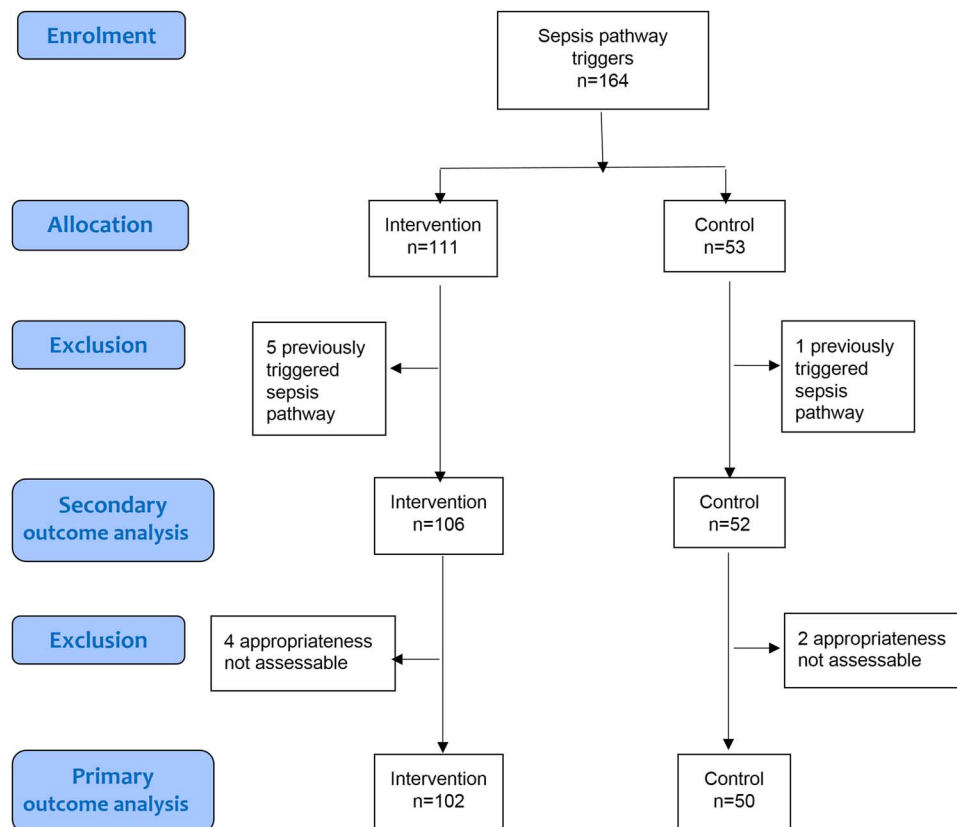 Enrolment
Sepsis pathway
triggers
n=164
Allocation
Intervention
n=111
Control
n=53
Exclusion
5 previously
triggered
sepsis
pathway
1 previously
triggered
sepsis
pathway
Secondary
outcome analysis
Intervention
n=106
Control
n=52
Exclusion
4 appropriateness
not assessable
2 appropriateness
not assessable
Primary
outcome analysis
Intervention
n=102
Control
n=50